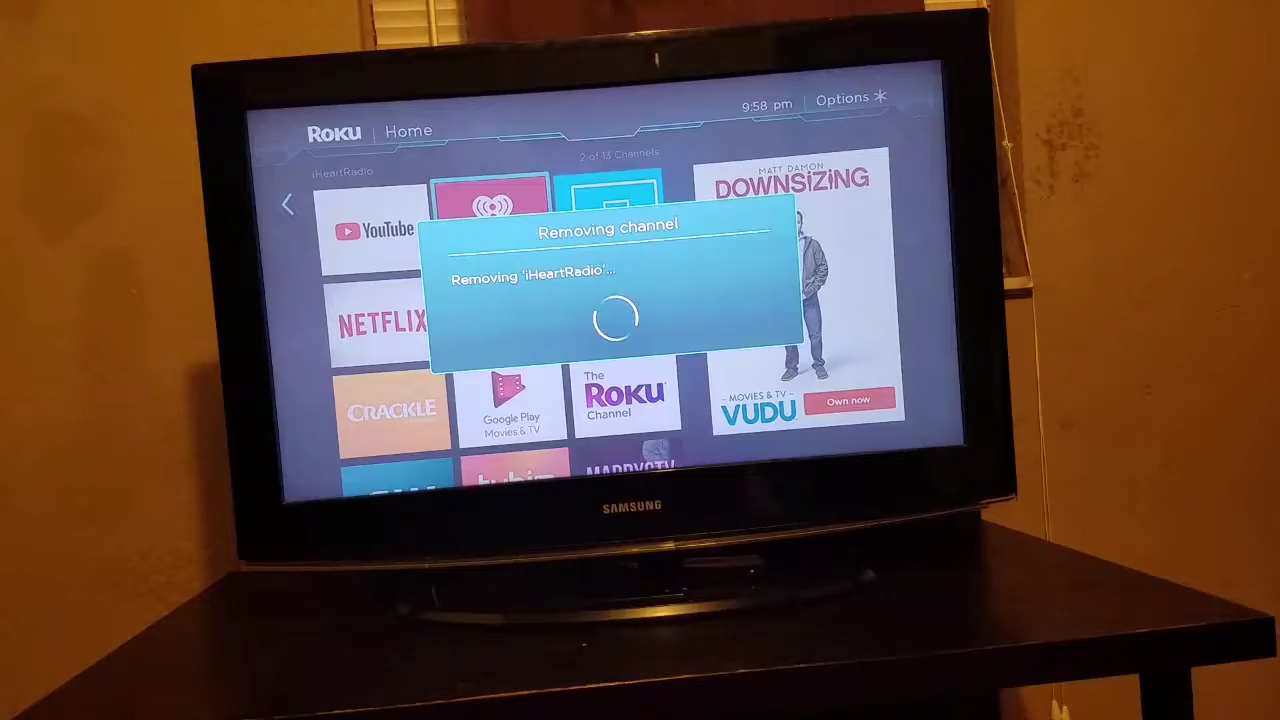 Roku | Home
9:58 pm | Options
iHeartRadio
2 of 13 Channels
YouTube
MATT DAMON
DOWNSIZING
Removing channel
Removing 'iHeartRadio'...
NETFLIX
CRACKLE
Google Play
Movies & TV
The
Roku
Channel
- MOVIES & TV -
VUDU
Own now
SAMSUNG